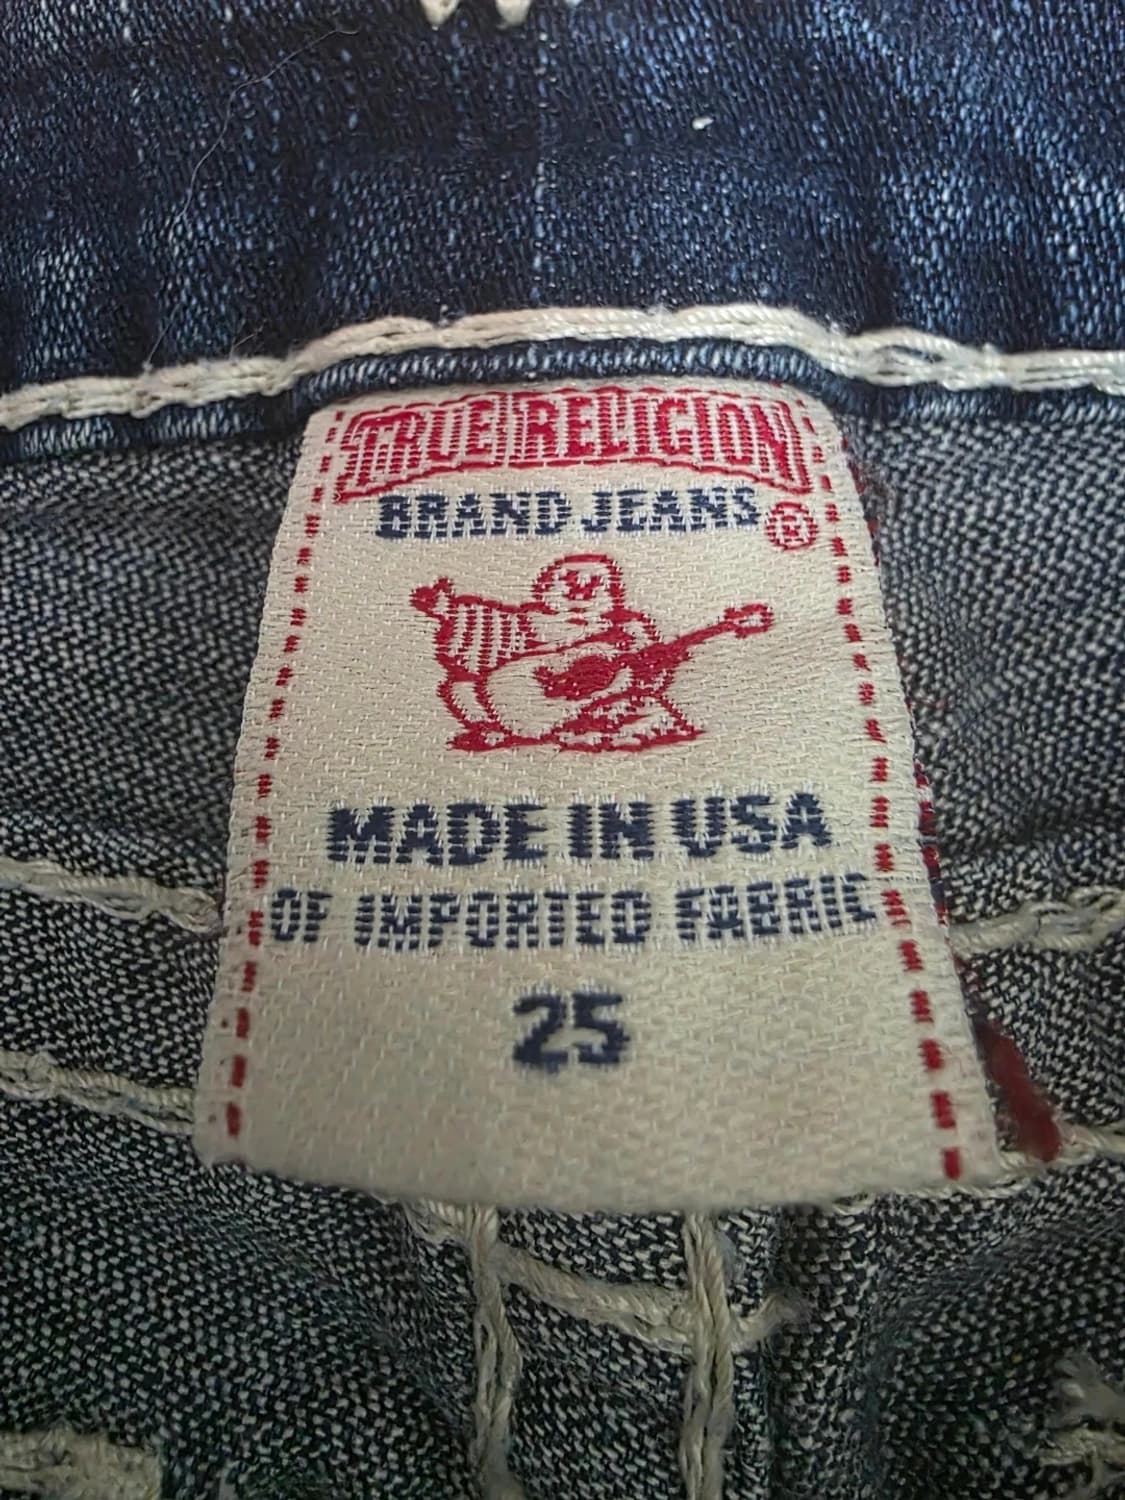 TRUE RELIGION
BRAND JEANS
®
MADE IN USA
OF IMPORTED FABRIC
25